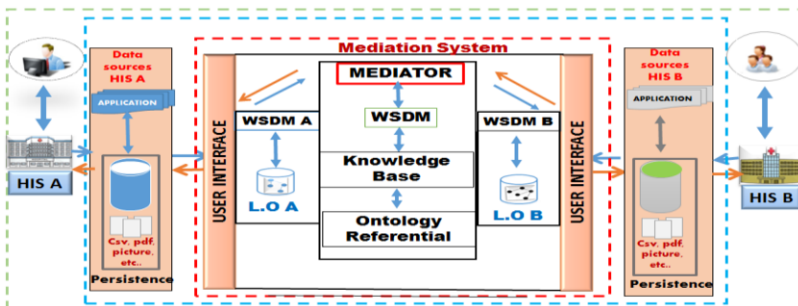 Mediation System
Data
sources
HIS A
APPLICATION
Csv, pdf,
picture,
etc..
Persistence
HIS A
USER INTERFACE
WSDM A
L.O A
MEDIATOR
WSDM
Knowledge
Base
Ontology
Referential
WSDM B
L.O B
USER INTERFACE
Data
sources
HIS B
APPLICATION
Csv, pdf,
picture,
etc..
Persistence
HIS B